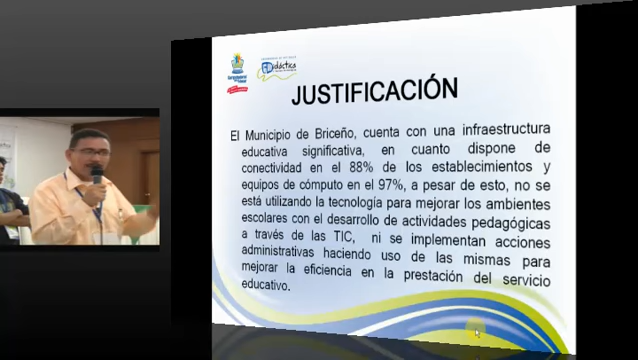 Didáctica
JUSTIFICACIÓN
El Municipio de Briceño, cuenta con una infraestructura
educativa significativa, en cuanto dispone de
conectividad en el 88% de los establecimientos y
equipos de cómputo en el 97%, a pesar de esto, no se
está utilizando la tecnología para mejorar los ambientes
escolares con el desarrollo de actividades pedagógicas
a través de las TIC, ni se implementan acciones
administrativas haciendo uso de las mismas para
mejorar la eficiencia en la prestación del servicio
educativo.